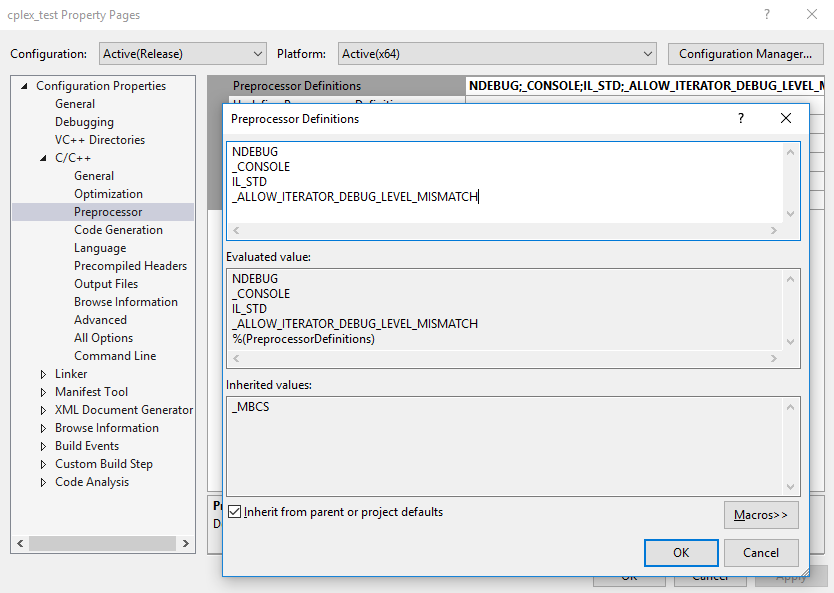 cplex_test Property Pages
Configuration: Active(Release) Platform: Active(x64) Configuration Manager...
Configuration Properties
General
Debugging
VC++ Directories
C/C++
General
Optimization
Preprocessor
Code Generation
Language
Precompiled Headers
Output Files
Browse Information
Advanced
All Options
Command Line
Linker
Manifest Tool
XML Document Generator
Browse Information
Build Events
Custom Build Step
Code Analysis
Preprocessor Definitions NDEBUG;_CONSOLE;IL_STD;_ALLOW_ITERATOR_DEBUG_LEVEL_M
Preprocessor Definitions
NDEBUG
_CONSOLE
IL_STD
_ALLOW_ITERATOR_DEBUG_LEVEL_MISMATCH
Evaluated value:
NDEBUG
_CONSOLE
IL_STD
_ALLOW_ITERATOR_DEBUG_LEVEL_MISMATCH
%(PreprocessorDefinitions)
Inherited values:
_MBCS
Inherit from parent or project defaults
Macros>>
OK Cancel
OK Cancel Apply